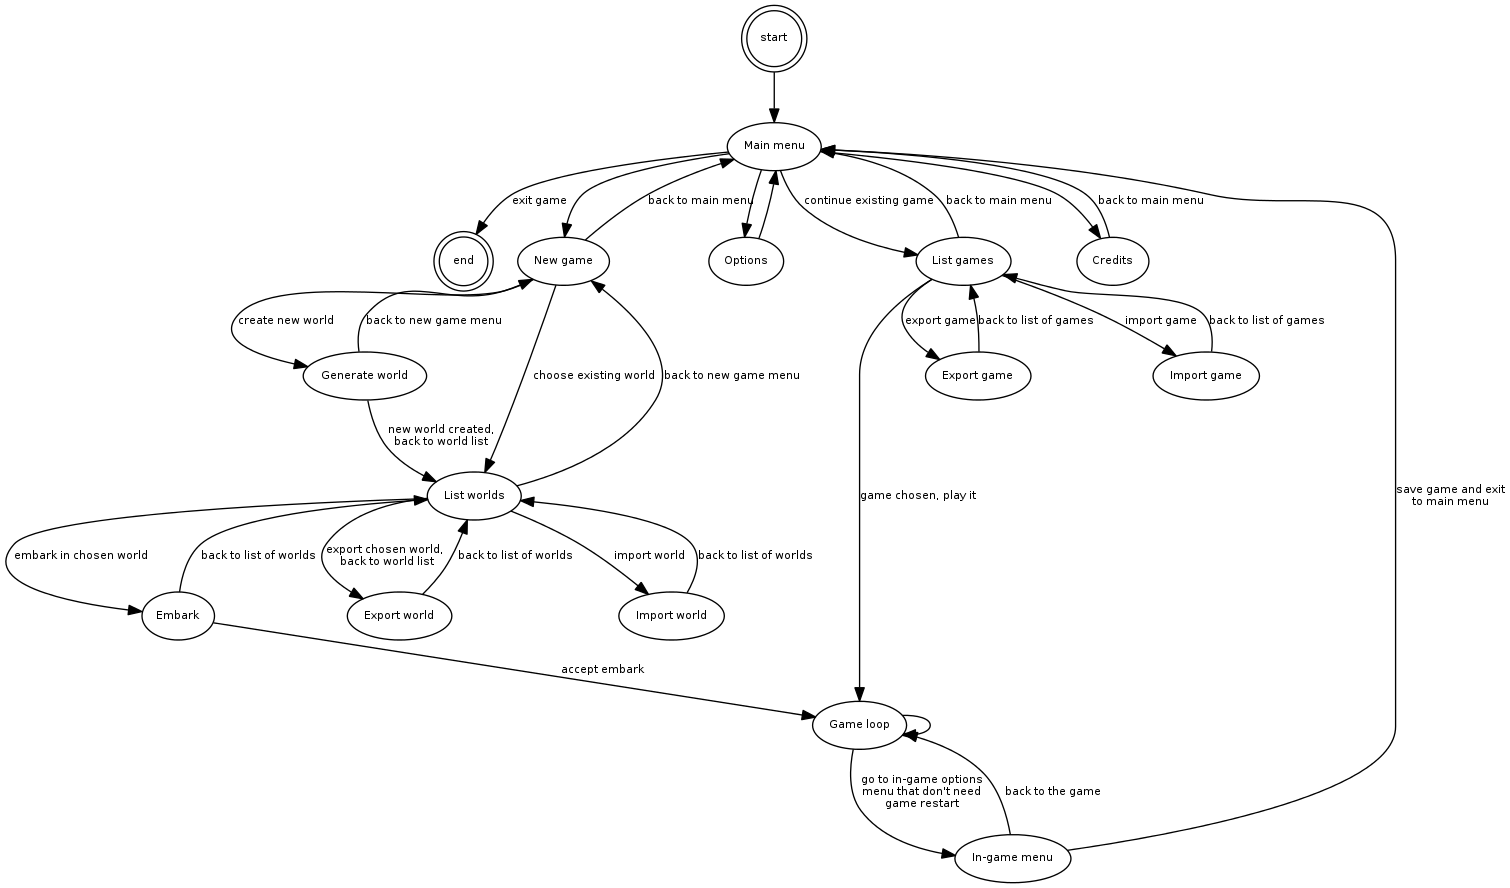 start
Main menu
exit game
back to main menu
continue existing game
back to main menu
back to main menu
end
New game
Options
List games
Credits
create new world
back to new game menu
export game
back to list of games
import game
back to list of games
Generate world
choose existing world
back to new game menu
Export game
Import game
new world created,
back to world list
List worlds
game chosen, play it
save game and exit
to main menu
embark in chosen world
back to list of worlds
export chosen world,
back to world list
back to list of worlds
import world
back to list of worlds
Embark
Export world
Import world
accept embark
Game loop
go to in-game options
menu that don't need
game restart
back to the game
In-game menu